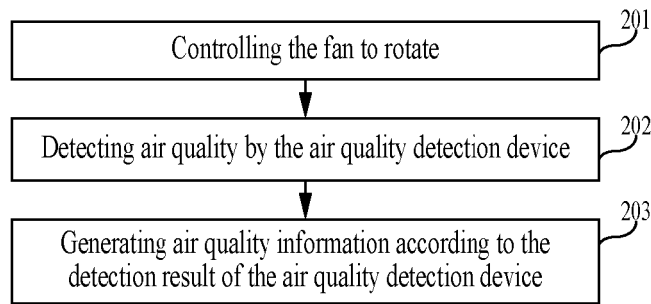 201
Controlling the fan to rotate
202
Detecting air quality by the air quality detection device
203
Generating air quality information according to the
detection result of the air quality detection device